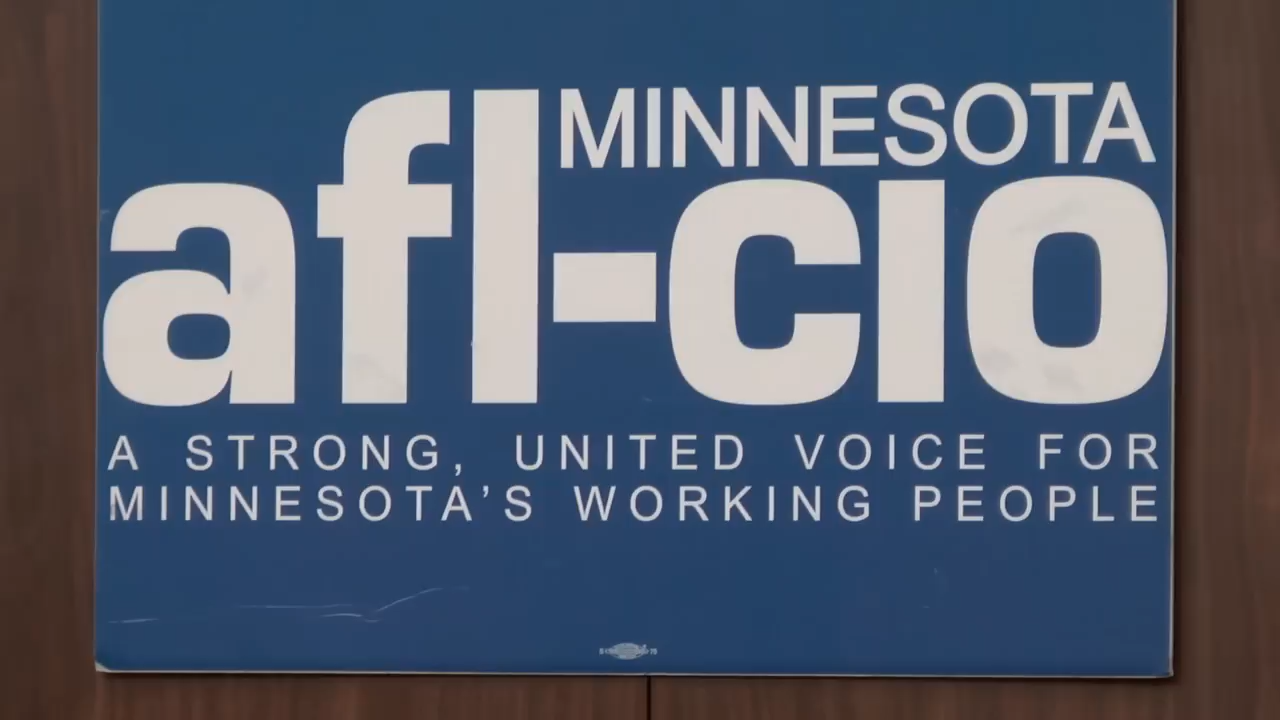 MINNESOTA
afl-cio
A STRONG, UNITED VOICE FOR
MINNESOTA'S WORKING PEOPLE